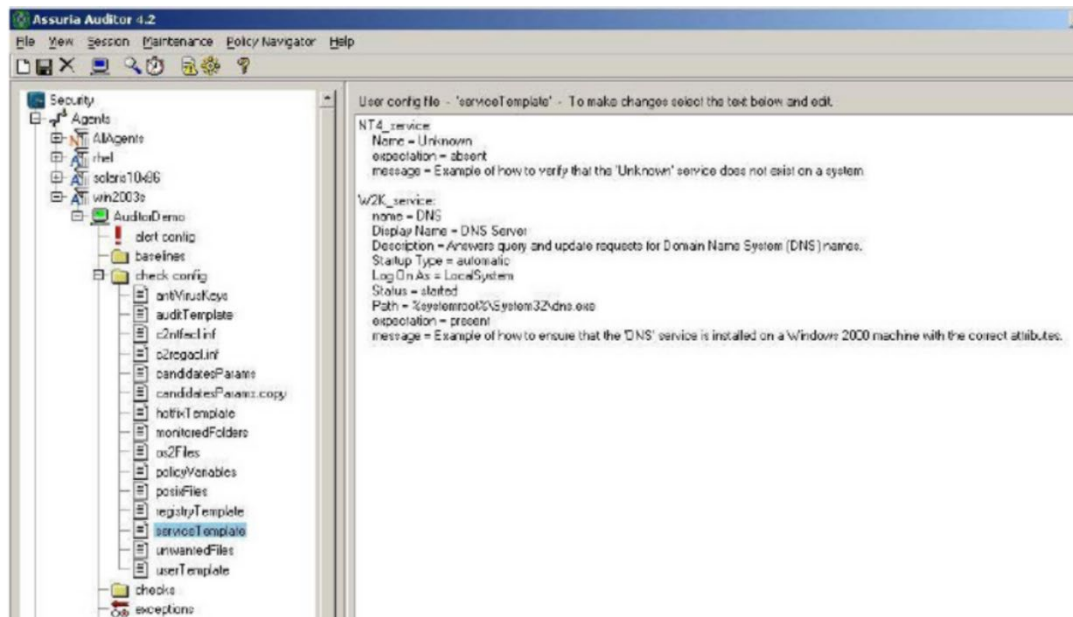 Assuria Auditor 4.2
File View Session Maintenance Policy Navigator Help
Security
Agents
AllAgents
rhel
solaris10x86
win2003s
AuditorDemo
alert config
baselines
check config
antiVirusKeys
auditTemplate
c2ntfacl.inf
c2regacl.inf
candidatesParams
candidatesParams.copy
hotfixTemplate
monitoredFolders
os2Files
policyVariables
posixFiles
registryTemplate
serviceTemplate
unwantedFiles
userTemplate
checks
exceptions
User config file - 'serviceTemplate' - To make changes select the text below and edit.
NT4_service:
Name = Unknown
expectation = absent
message = Example of how to verify that the 'Unknown' service does not exist on a system
W2K_service:
name = DNS
Display Name = DNS Server
Description = Answers query and update requests for Domain Name System (DNS) names.
Startup Type = automatic
Log On As = LocalSystem
Status = started
Path = %systemroot%\System32\dns.exe
expectation = present
message = Example of how to ensure that the 'DNS' service is installed on a Windows 2000 machine with the correct attributes.